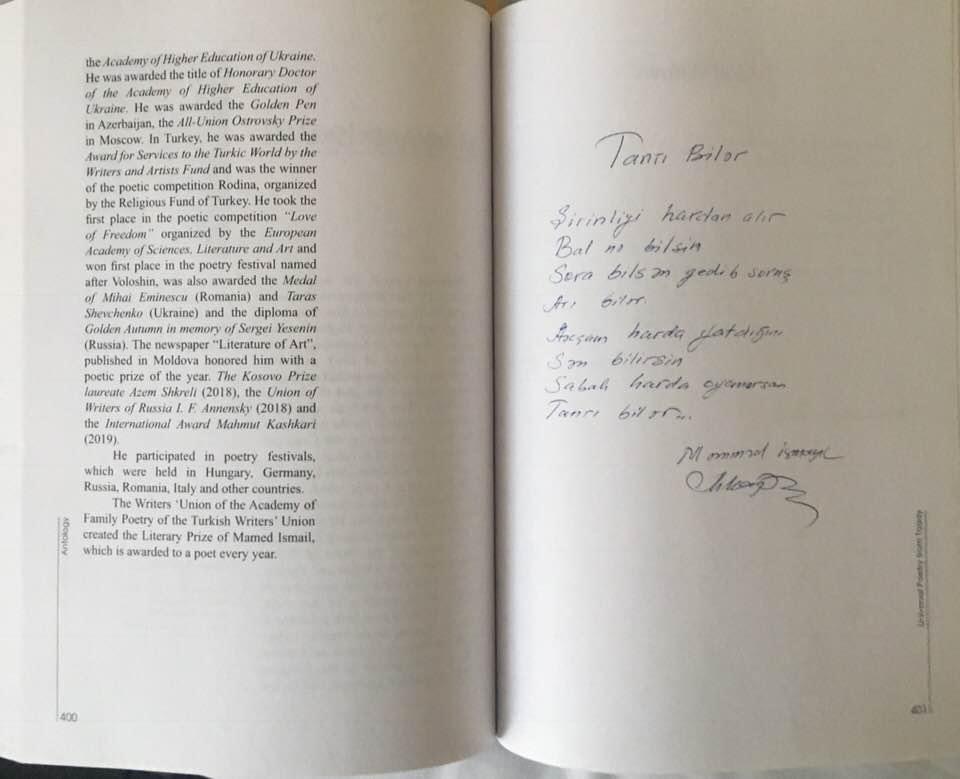 the Academy of Higher Education of Ukraine.
He was awarded the title of Honorary Doctor
of the Academy of Higher Education of
Ukraine. He was awarded the Golden Pen
in Azerbaijan, the All-Union Ostrovsky Prize
in Moscow. In Turkey, he was awarded the
Award for Services to the Turkic World by the
Writers and Artists Fund and was the winner
of the poetic competition Rodina, organized
by the Religious Fund of Turkey. He took the
first place in the poetic competition "Love
of Freedom" organized by the European
Academy of Sciences, Literature and Art and
won first place in the poetry festival named
after Voloshin, was also awarded the Medal
of Mihai Eminescu (Romania) and Taras
Shevchenko (Ukraine) and the diploma of
Golden Autumn in memory of Sergei Yesenin
(Russia). The newspaper "Literature of Art",
published in Moldova honored him with a
poetic prize of the year. The Kosovo Prize
laureate Azem Shkreli (2018), the Union of
Writers of Russia I. F. Annensky (2018) and
the International Award Mahmut Kashkari
(2019).
He participated in poetry festivals,
which were held in Hungary, Germany,
Russia, Romania, Italy and other countries.
The Writers 'Union of the Academy of
Family Poetry of the Turkish Writers' Union
created the Literary Prize of Mamed Ismail,
which is awarded to a poet every year.
Antology
400
Tanrı Bilər
Şirinliyi hardan alır
Bal nə bilsin
Sora bilsən gedib soruş
Arı bilər.
Axşam harda yatdığını
Sən bilirsin
Sabah harda oyanarsan
Tanrı bilər...
Məmməd İsmayıl
401